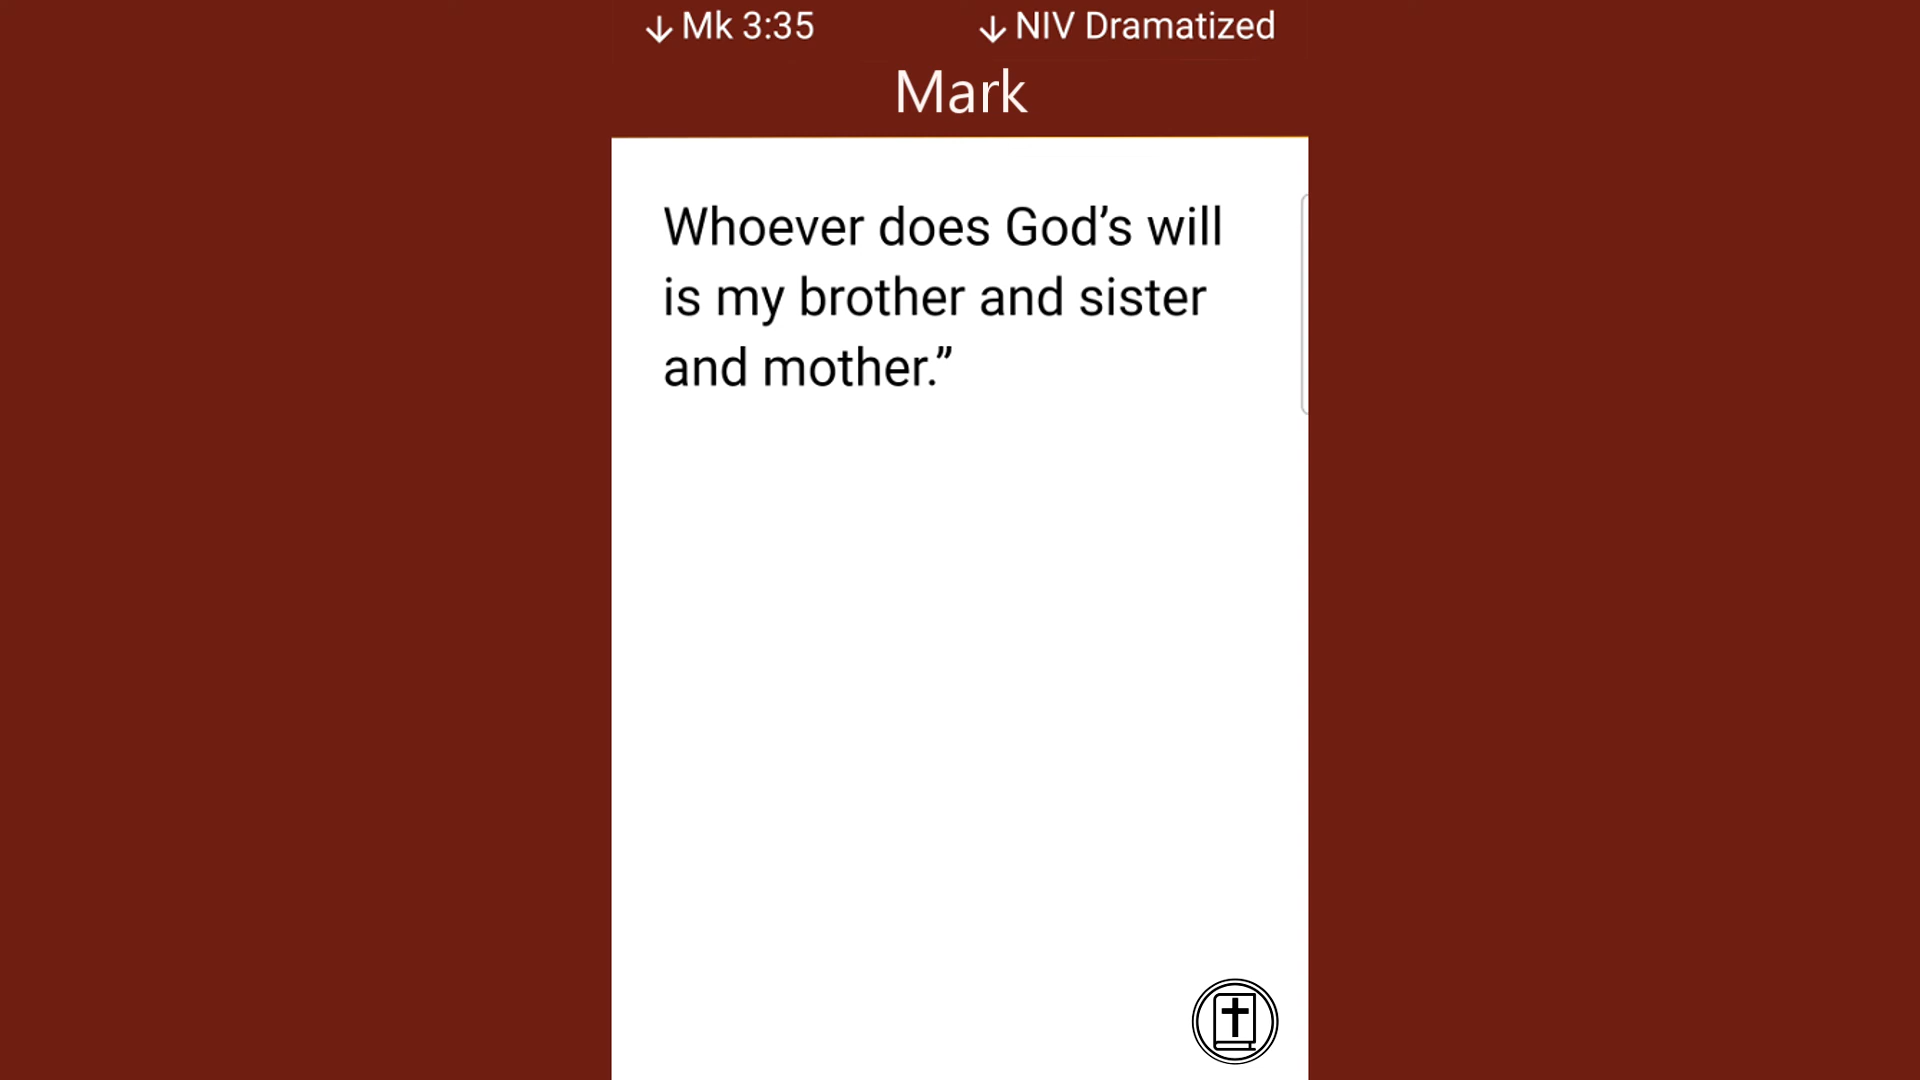 ↓ Mk 3:35 ↓ NIV Dramatized
Mark
Whoever does God’s will
is my brother and sister
and mother.”